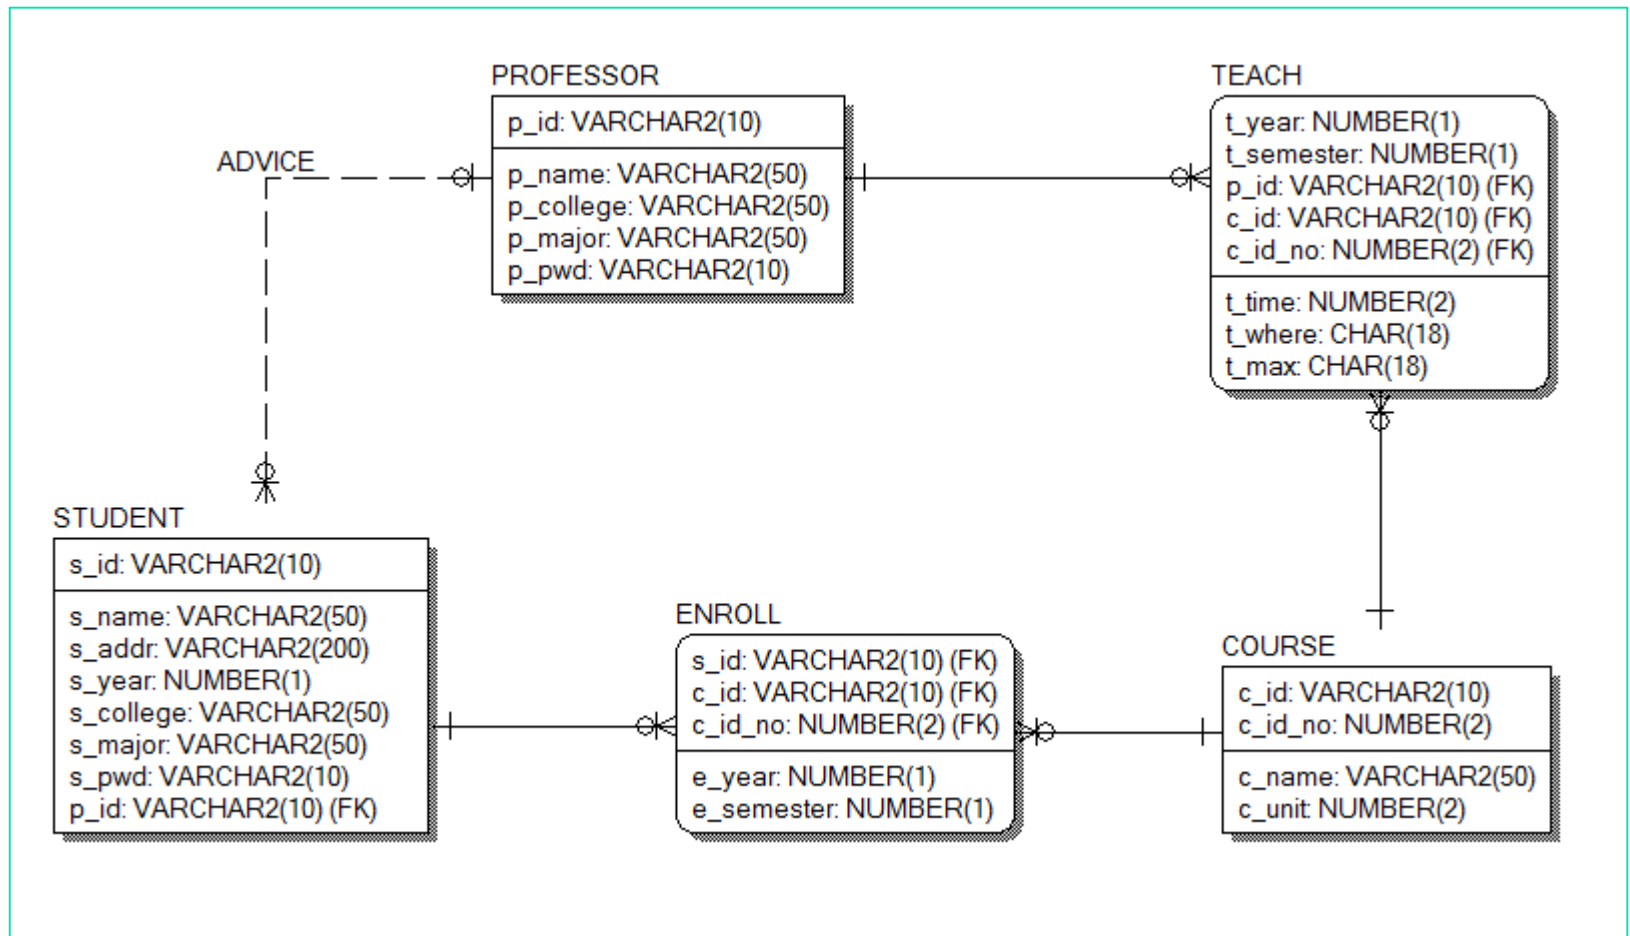 PROFESSOR
p_id: VARCHAR2(10)
p_name: VARCHAR2(50)
p_college: VARCHAR2(50)
p_major: VARCHAR2(50)
p_pwd: VARCHAR2(10)
TEACH
t_year: NUMBER(1)
t_semester: NUMBER(1)
p_id: VARCHAR2(10) (FK)
c_id: VARCHAR2(10) (FK)
c_id_no: NUMBER(2) (FK)
t_time: NUMBER(2)
t_where: CHAR(18)
t_max: CHAR(18)
ADVICE
STUDENT
s_id: VARCHAR2(10)
s_name: VARCHAR2(50)
s_addr: VARCHAR2(200)
s_year: NUMBER(1)
s_college: VARCHAR2(50)
s_major: VARCHAR2(50)
s_pwd: VARCHAR2(10)
p_id: VARCHAR2(10) (FK)
ENROLL
s_id: VARCHAR2(10) (FK)
c_id: VARCHAR2(10) (FK)
c_id_no: NUMBER(2) (FK)
e_year: NUMBER(1)
e_semester: NUMBER(1)
COURSE
c_id: VARCHAR2(10)
c_id_no: NUMBER(2)
c_name: VARCHAR2(50)
c_unit: NUMBER(2)